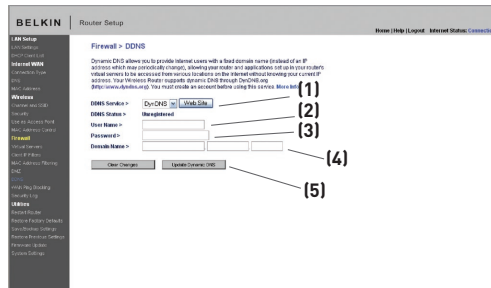 BELKIN | Router Setup
Home | Help | Logout Internet Status: Connection
LAN Setup
LAN Settings
DHCP Client List
Internet WAN
Connection Type
DNS
MAC Address
Wireless
Channel and SSID
Security
Use as Access Point
MAC Address Control
Firewall
Virtual Servers
Client IP Filters
MAC Address Filtering
DMZ
DDNS
WAN Ping Blocking
Security Log
Utilities
Restart Router
Restore Factory Defaults
Save/Backup Settings
Restore Previous Settings
Firmware Update
System Settings
Firewall > DDNS
Dynamic DNS allows you to provide Internet users with a fixed domain name (instead of an IP
address which may periodically change), allowing your router and applications set up in your router's
virtual servers to be accessed from various locations on the Internet without knowing your current IP
address. Your Wireless Router supports dynamic DNS through DynDNS.org
(http://www.dyndns.org). You must create an account before using this service. More Info
DDNS Service > DynDNS Web Site (1)
DDNS Status > Unregistered
User Name > (2)
Password > (3)
Domain Name > (4)
Clear Changes Update Dynamic DNS (5)